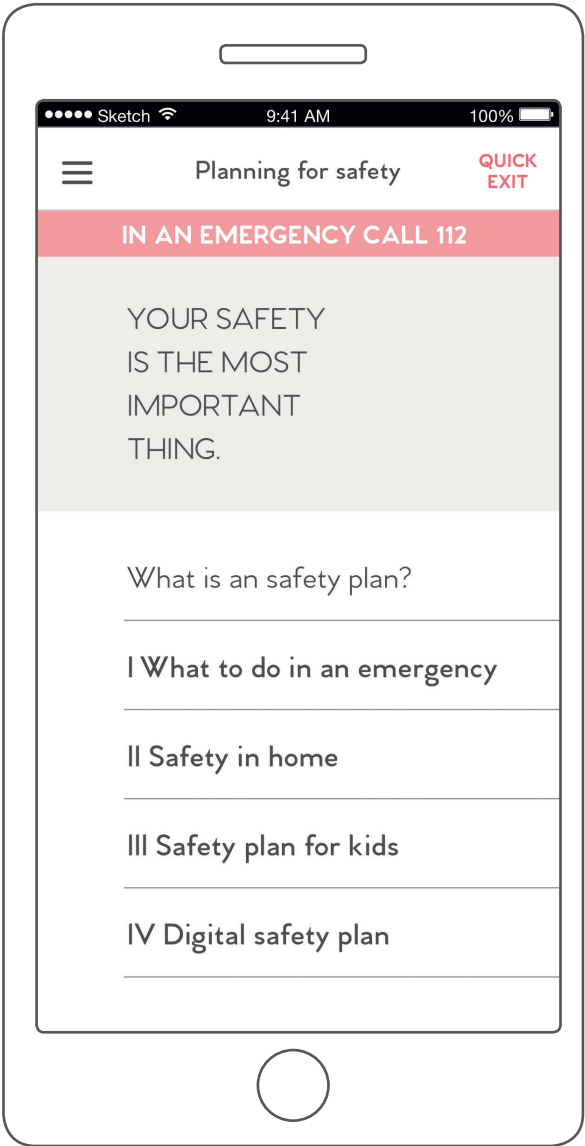 Sketch 9:41 AM 100%
Planning for safety
QUICK
EXIT
IN AN EMERGENCY CALL 112
YOUR SAFETY
IS THE MOST
IMPORTANT
THING.
What is an safety plan?
I What to do in an emergency
II Safety in home
III Safety plan for kids
IV Digital safety plan